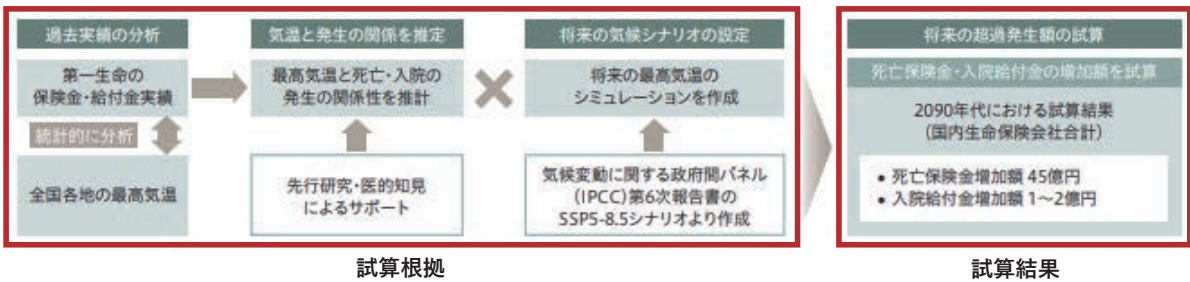 過去実績の分析
第一生命の
保険金・給付金実績
統計的に分析
全国各地の最高気温
気温と発生の関係を推定
最高気温と死亡・入院の
発生の関係性を推計
先行研究・医的知見
によるサポート
将来の気候シナリオの設定
将来の最高気温の
シミュレーションを作成
気候変動に関する政府間パネル
(IPCC)第6次報告書の
SSP5-8.5シナリオより作成
試算根拠
将来の超過発生額の試算
死亡保険金・入院給付金の増加額を試算
2090年代における試算結果
(国内生命保険会社合計)
• 死亡保険金増加額 45億円
• 入院給付金増加額 1〜2億円
試算結果